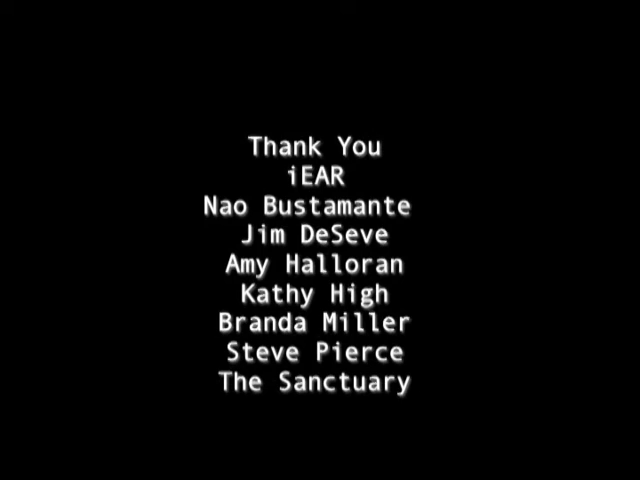 Thank You
iEAR
Nao Bustamante
Jim DeSeve
Amy Halloran
Kathy High
Branda Miller
Steve Pierce
The Sanctuary